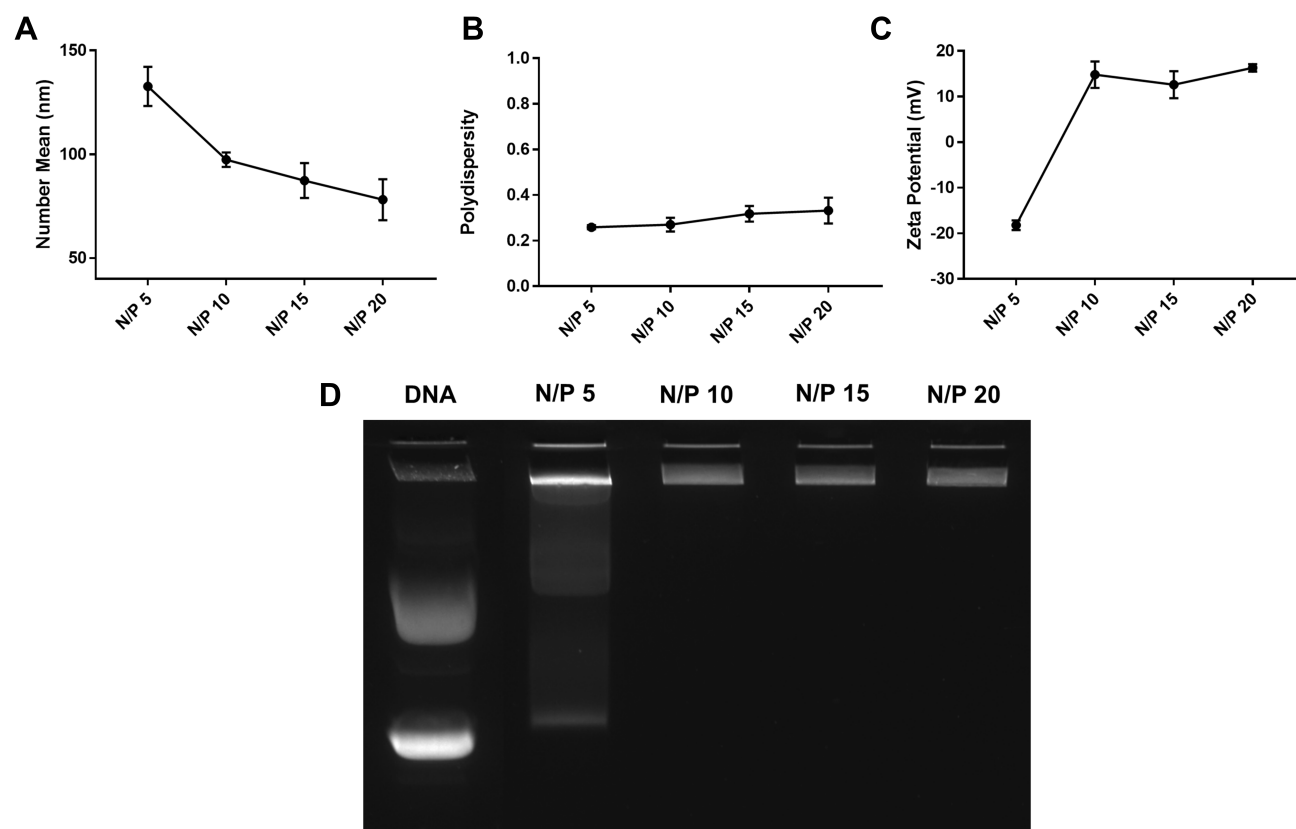 A
Number Mean (nm)
150
100
50
N/P 5
N/P 10
N/P 15
N/P 20
B
Polydispersity
1.0
0.8
0.6
0.4
0.2
0.0
N/P 5
N/P 10
N/P 15
N/P 20
C
Zeta Potential (mV)
20
10
0
-10
-20
-30
N/P 5
N/P 10
N/P 15
N/P 20
D
DNA N/P 5 N/P 10 N/P 15 N/P 20